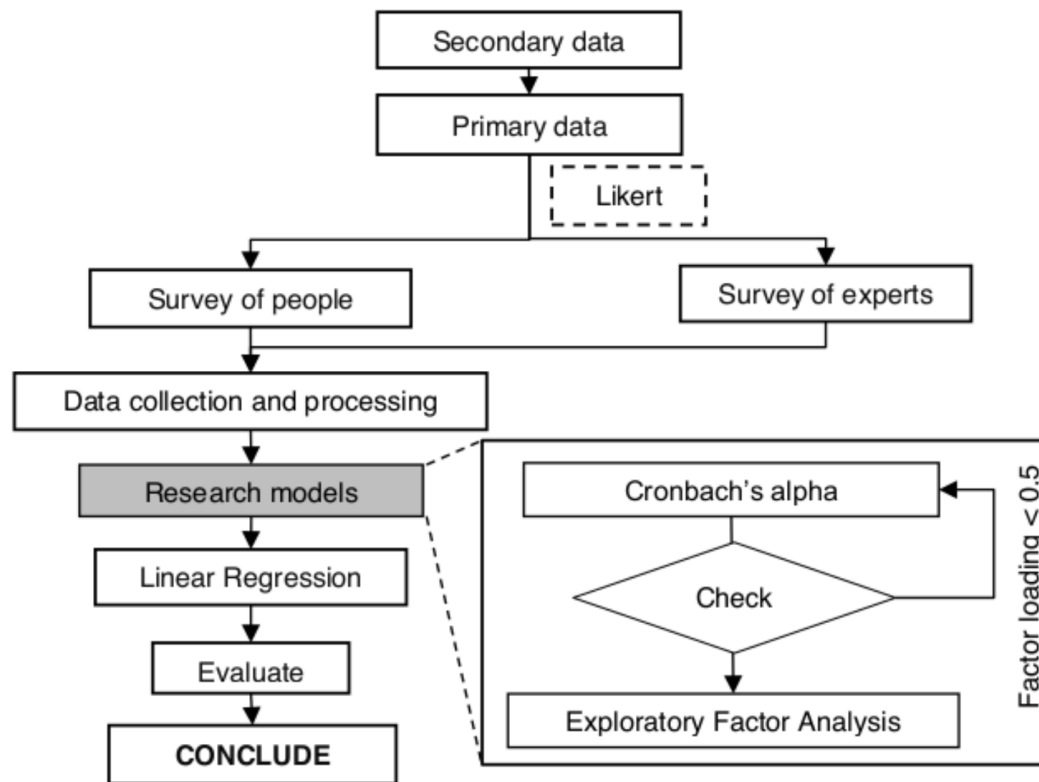 Secondary data
Primary data
Likert
Survey of people
Survey of experts
Data collection and processing
Research models
Linear Regression
Evaluate
CONCLUDE
Cronbach's alpha
Check
Exploratory Factor Analysis
Factor loading < 0.5